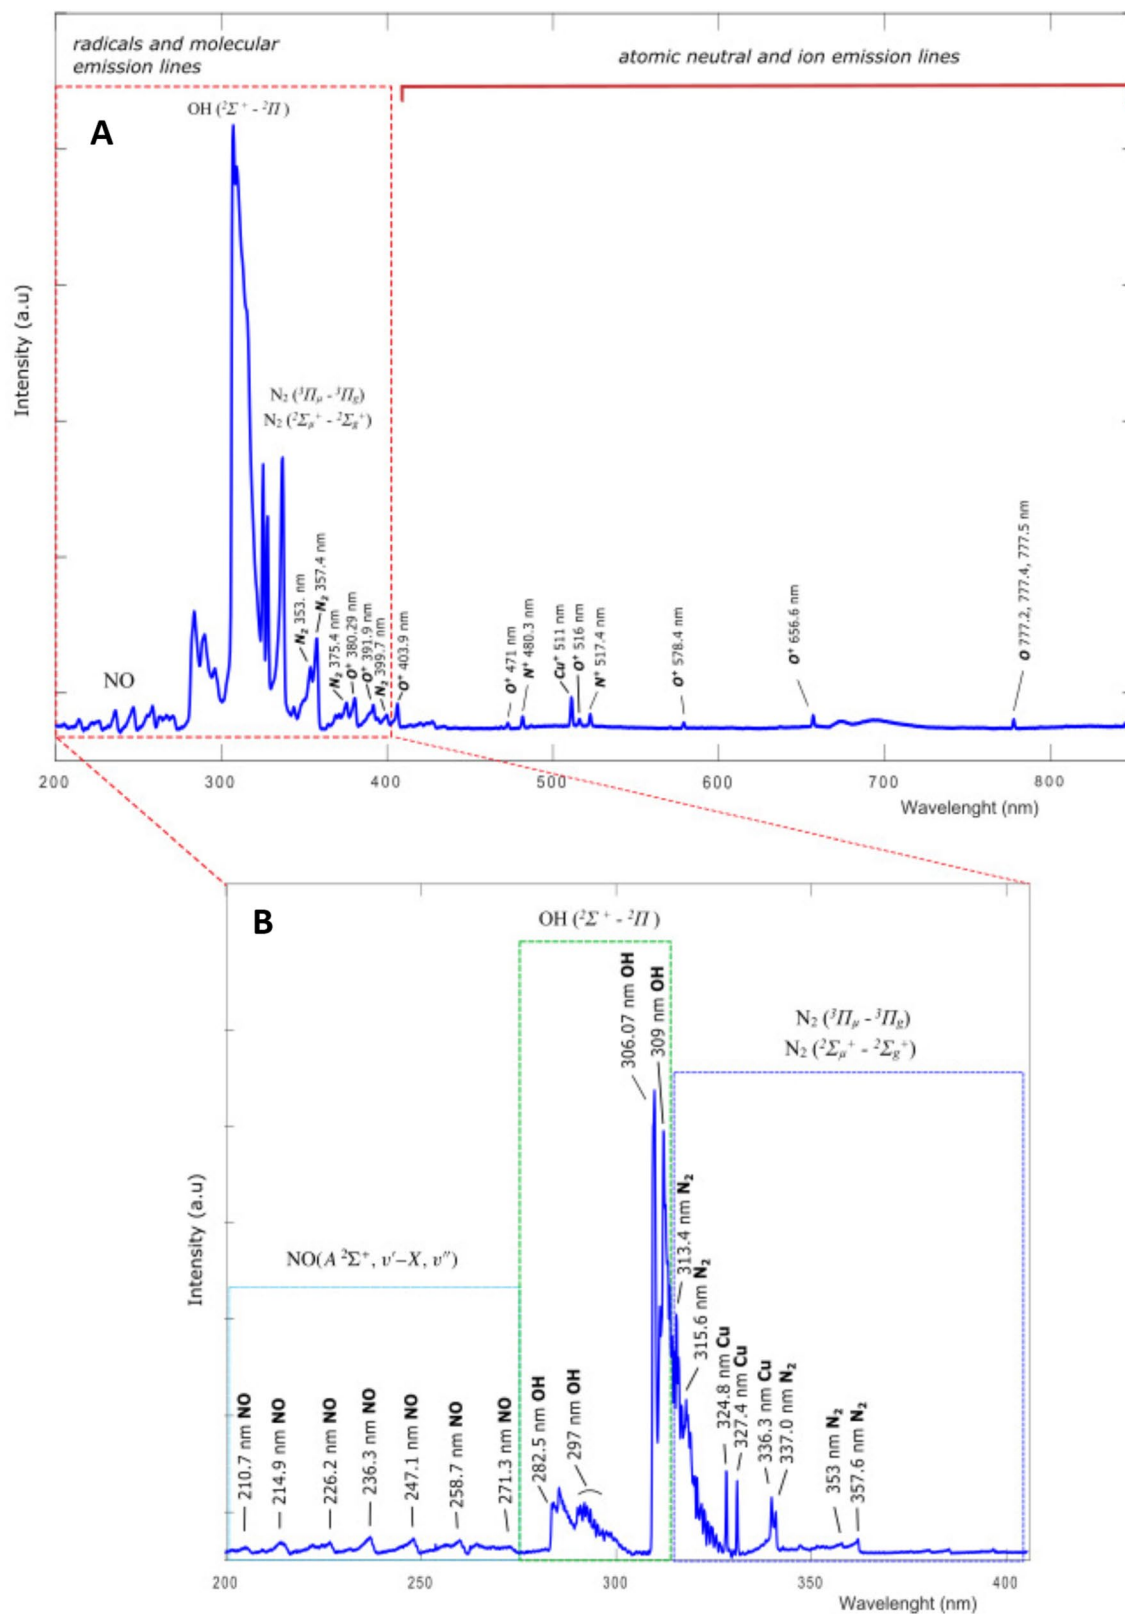 radicals and molecular
emission lines
atomic neutral and ion emission lines
A
OH (²Σ⁺ - ²Π)
N₂ (³Πμ - ³Πg)
N₂ (²Σμ⁺ - ²Σg⁺)
NO
N₂ 353. nm
N₂ 357.4 nm
N₂ 375.4 nm
O⁺ 380.29 nm
O⁺ 391.9 nm
N₂ 399.7 nm
O⁺ 403.9 nm
O⁺ 471 nm
N⁺ 480.3 nm
Cu⁺ 511 nm
O⁺ 516 nm
N⁺ 517.4 nm
O⁺ 578.4 nm
O⁺ 656.6 nm
O 777.2, 777.4, 777.5 nm
Intensity (a.u)
200 300 400 500 600 700 800
Wavelenght (nm)
B
OH (²Σ⁺ - ²Π)
N₂ (³Πμ - ³Πg)
N₂ (²Σμ⁺ - ²Σg⁺)
NO(A ²Σ⁺, v′–X, v″)
210.7 nm NO
214.9 nm NO
226.2 nm NO
236.3 nm NO
247.1 nm NO
258.7 nm NO
271.3 nm NO
282.5 nm OH
297 nm OH
306.07 nm OH
309 nm OH
313.4 nm N₂
315.6 nm N₂
324.8 nm Cu
327.4 nm Cu
336.3 nm Cu
337.0 nm N₂
353 nm N₂
357.6 nm N₂
Intensity (a.u)
200 250 300 350 400
Wavelenght (nm)